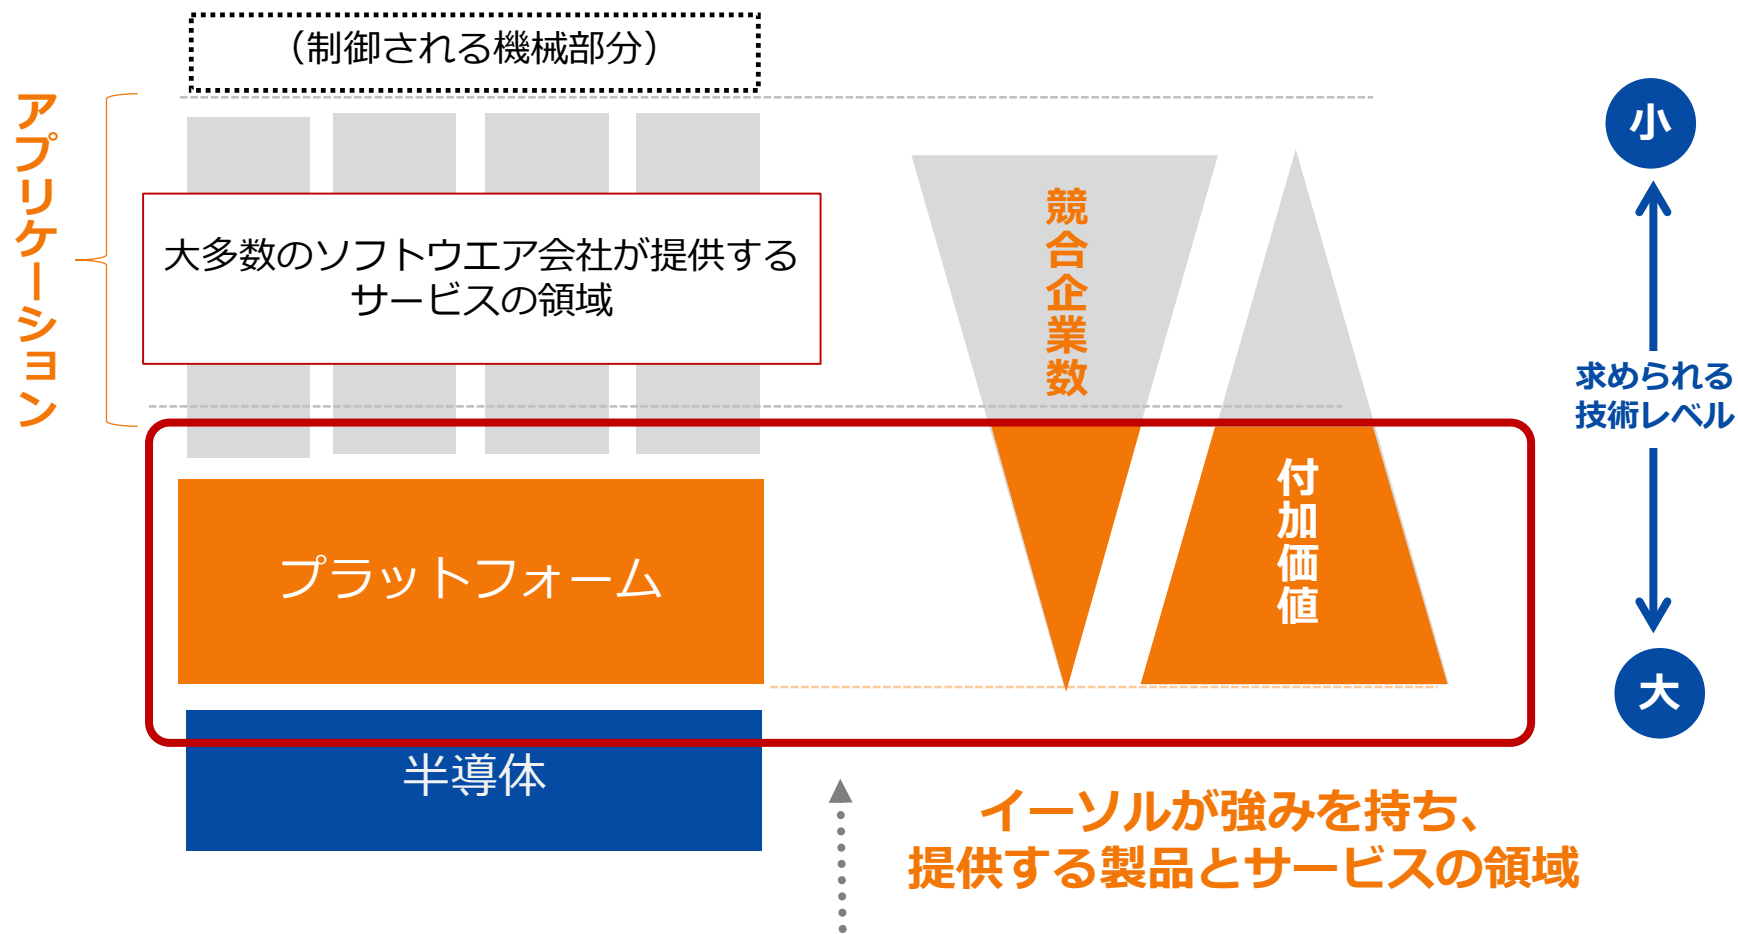 （制御される機械部分）
アプリケーション
大多数のソフトウエア会社が提供する
サービスの領域
プラットフォーム
半導体
競合企業数
付加価値
小
求められる
技術レベル
大
イーソルが強みを持ち、
提供する製品とサービスの領域